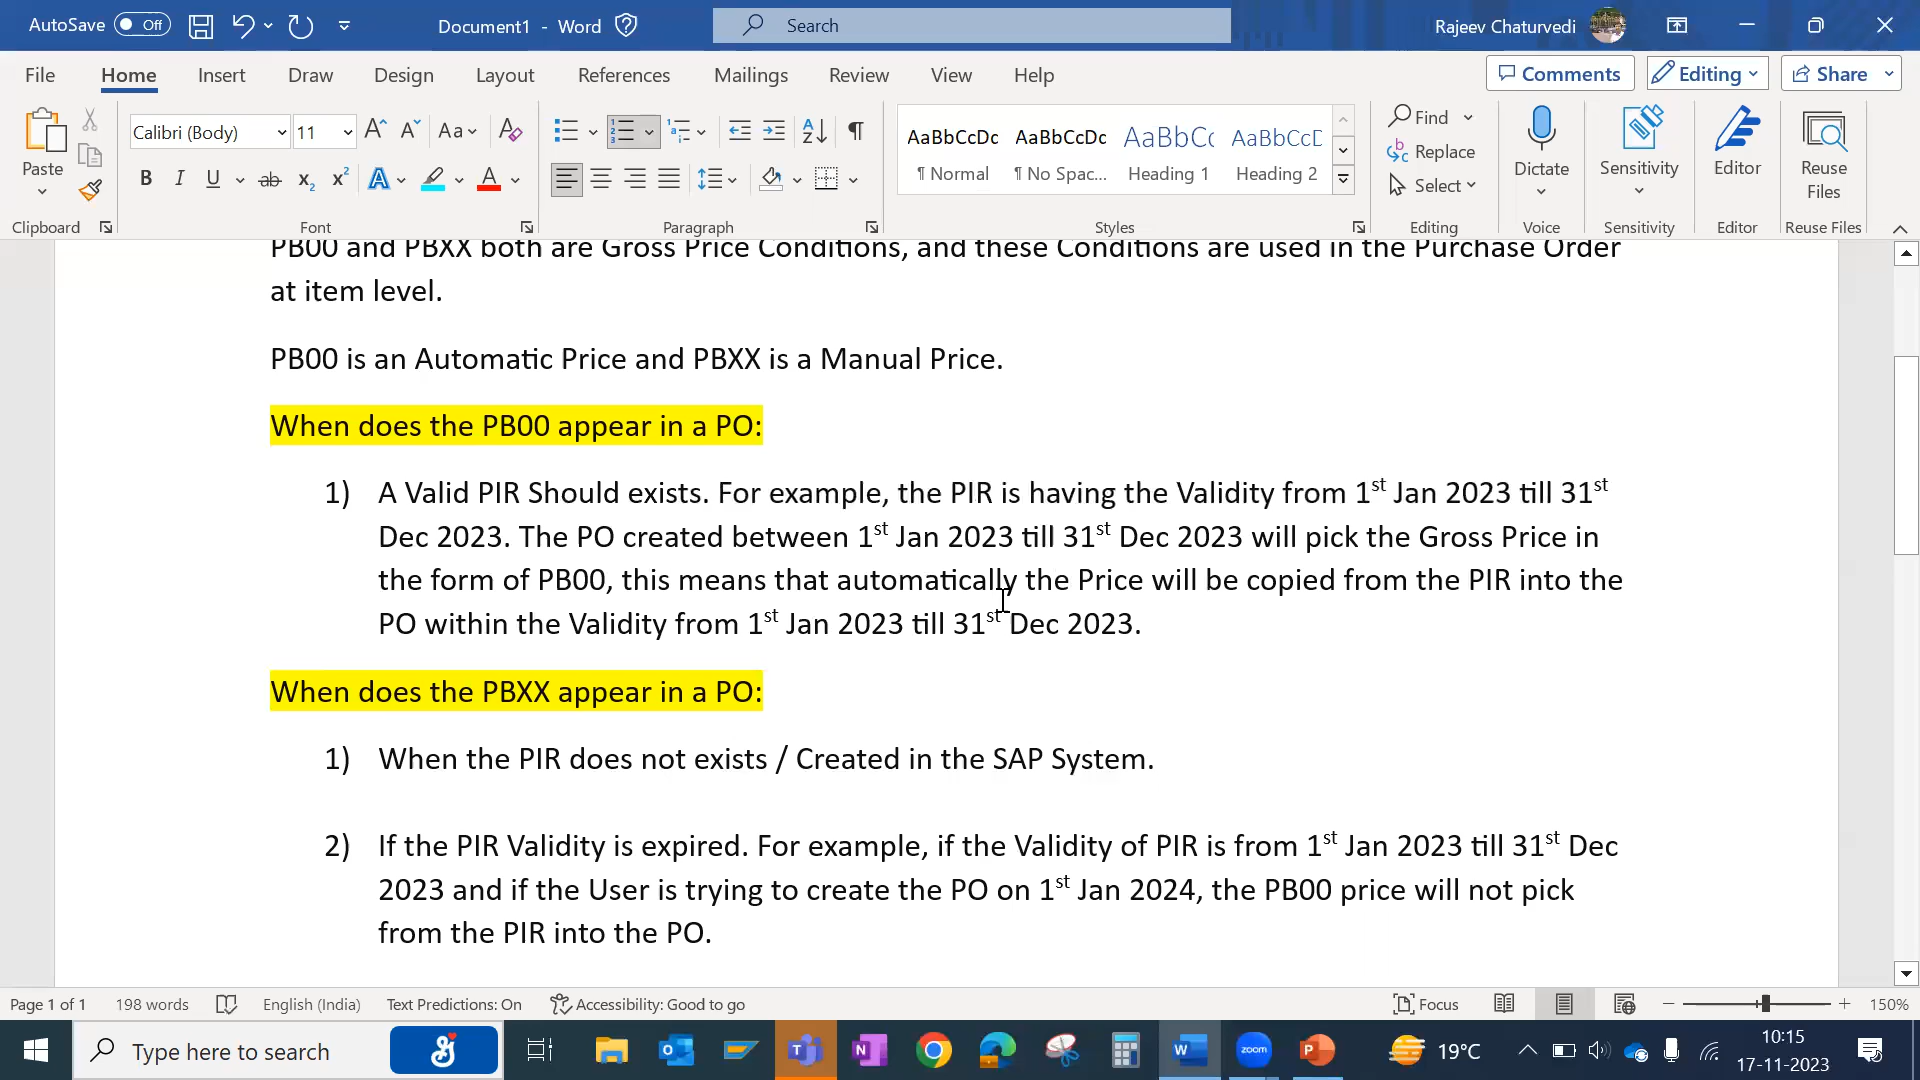 AutoSave Off Document1 - Word Search Rajeev Chaturvedi
File Home Insert Draw Design Layout References Mailings Review View Help Comments Editing Share
Paste Calibri (Body) 11 Aa AaBbCcDc AaBbCcDc AaBbCc AaBbCcD Find Dictate Sensitivity Editor Reuse Files
¶ Normal ¶ No Spac... Heading 1 Heading 2 Replace
Select
Clipboard Font Paragraph Styles Editing Voice Sensitivity Editor Reuse Files
PB00 and PBXX both are Gross Price Conditions, and these Conditions are used in the Purchase Order
at item level.
PB00 is an Automatic Price and PBXX is a Manual Price.
When does the PB00 appear in a PO:
1) A Valid PIR Should exists. For example, the PIR is having the Validity from 1st Jan 2023 till 31st
Dec 2023. The PO created between 1st Jan 2023 till 31st Dec 2023 will pick the Gross Price in
the form of PB00, this means that automatically the Price will be copied from the PIR into the
PO within the Validity from 1st Jan 2023 till 31st Dec 2023.
When does the PBXX appear in a PO:
1) When the PIR does not exists / Created in the SAP System.
2) If the PIR Validity is expired. For example, if the Validity of PIR is from 1st Jan 2023 till 31st Dec
2023 and if the User is trying to create the PO on 1st Jan 2024, the PB00 price will not pick
from the PIR into the PO.
Page 1 of 1 198 words English (India) Text Predictions: On Accessibility: Good to go Focus 150%
Type here to search zoom 19°C 10:15
17-11-2023